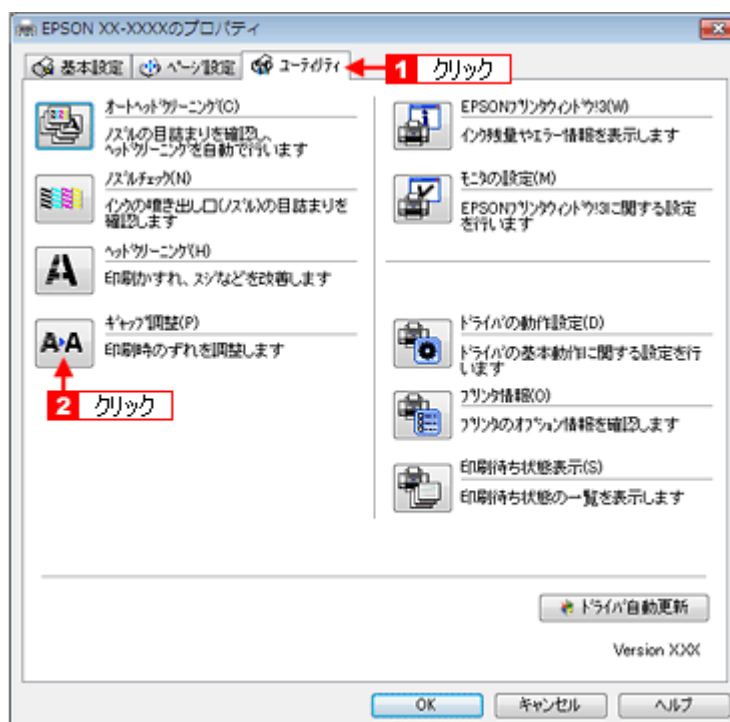 EPSON XX-XXXXのプロパティ
基本設定
ページ設定
ユーティリティ
1 クリック
オートヘッドクリーニング(C)
ノズルの目詰まりを確認し、
ヘッドクリーニングを自動で行います
ノズルチェック(N)
インクの噴き出し口(ノズル)の目詰まりを
確認します
ヘッドクリーニング(H)
印刷かすれ、スジなどを改善します
ギャップ調整(P)
印刷時のずれを調整します
2 クリック
EPSONプリンタウィンドウ!3(W)
インク残量やエラー情報を表示します
モニタの設定(M)
EPSONプリンタウィンドウ!3に関する設定
を行います
ドライバの動作設定(D)
ドライバの基本動作に関する設定を行
います
プリンタ情報(O)
プリンタのオプション情報を確認します
印刷待ち状態表示(S)
印刷待ち状態の一覧を表示します
ドライバ自動更新
Version X.XX
OK
キャンセル
ヘルプ